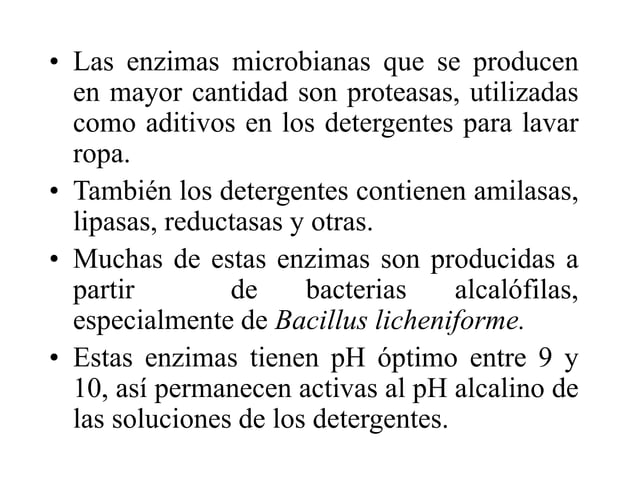 • Las enzimas microbianas que se producen
en mayor cantidad son proteasas, utilizadas
como aditivos en los detergentes para lavar
ropa.
• También los detergentes contienen amilasas,
lipasas, reductasas y otras.
• Muchas de estas enzimas son producidas a
partir de bacterias alcalófilas,
especialmente de Bacillus licheniforme.
• Estas enzimas tienen pH óptimo entre 9 y
10, así permanecen activas al pH alcalino de
las soluciones de los detergentes.